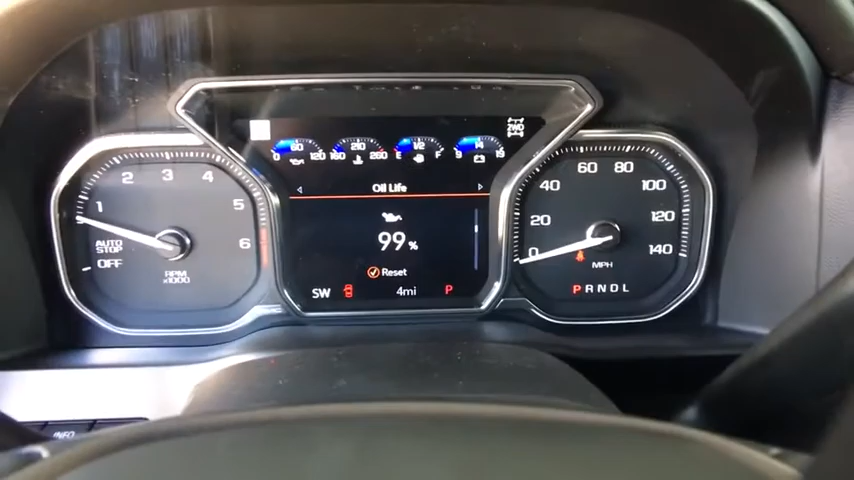 60 210 1/2 14
0 120 160 260 E F 9 19
2WD
Oil Life
99%
Reset
SW 4mi P
1 2 3 4 5 6
AUTO
STOP
OFF
RPM
x1000
0 20 40 60 80 100 120 140
MPH
PRNDL
INFO